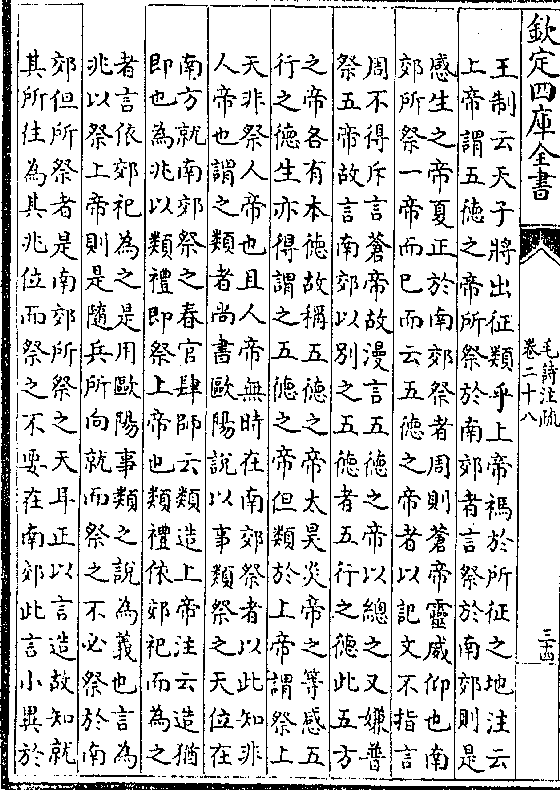 欽定四庫全書
毛詩注疏
卷二十八
三十四
王制云天子將出征類乎上帝禡於所征之地注云
上帝謂五德之帝所祭於南郊者言祭於南郊則是
感生之帝夏正於南郊祭者周則蒼帝靈威仰也南
郊所祭一帝而已而云五德之帝者以記文不指言
周不得斥言蒼帝故漫言五德之帝以總之又嫌普
祭五帝故言南郊以別之五德者五行之德此五方
之帝各有本德故稱五德之帝太昊炎帝之等感五
行之德生亦得謂之五德之帝但類於上帝謂祭上
天非祭人帝也且人帝無時在南郊祭者以此知非
人帝也謂之類者尚書歐陽說以事類祭之天位在
南方就南郊祭之春官肆師云類造上帝注云造猶
即也為兆以類禮即祭上帝也類禮依郊祀而為之
者言依郊祀為之是用歐陽事類之說為義也言為
兆以祭上帝則是隨兵所向就而祭之不必祭於南
郊但所祭者是南郊所祭之天耳正以言造故知就
其所往為其兆位而祭之不要在南郊此言小異於